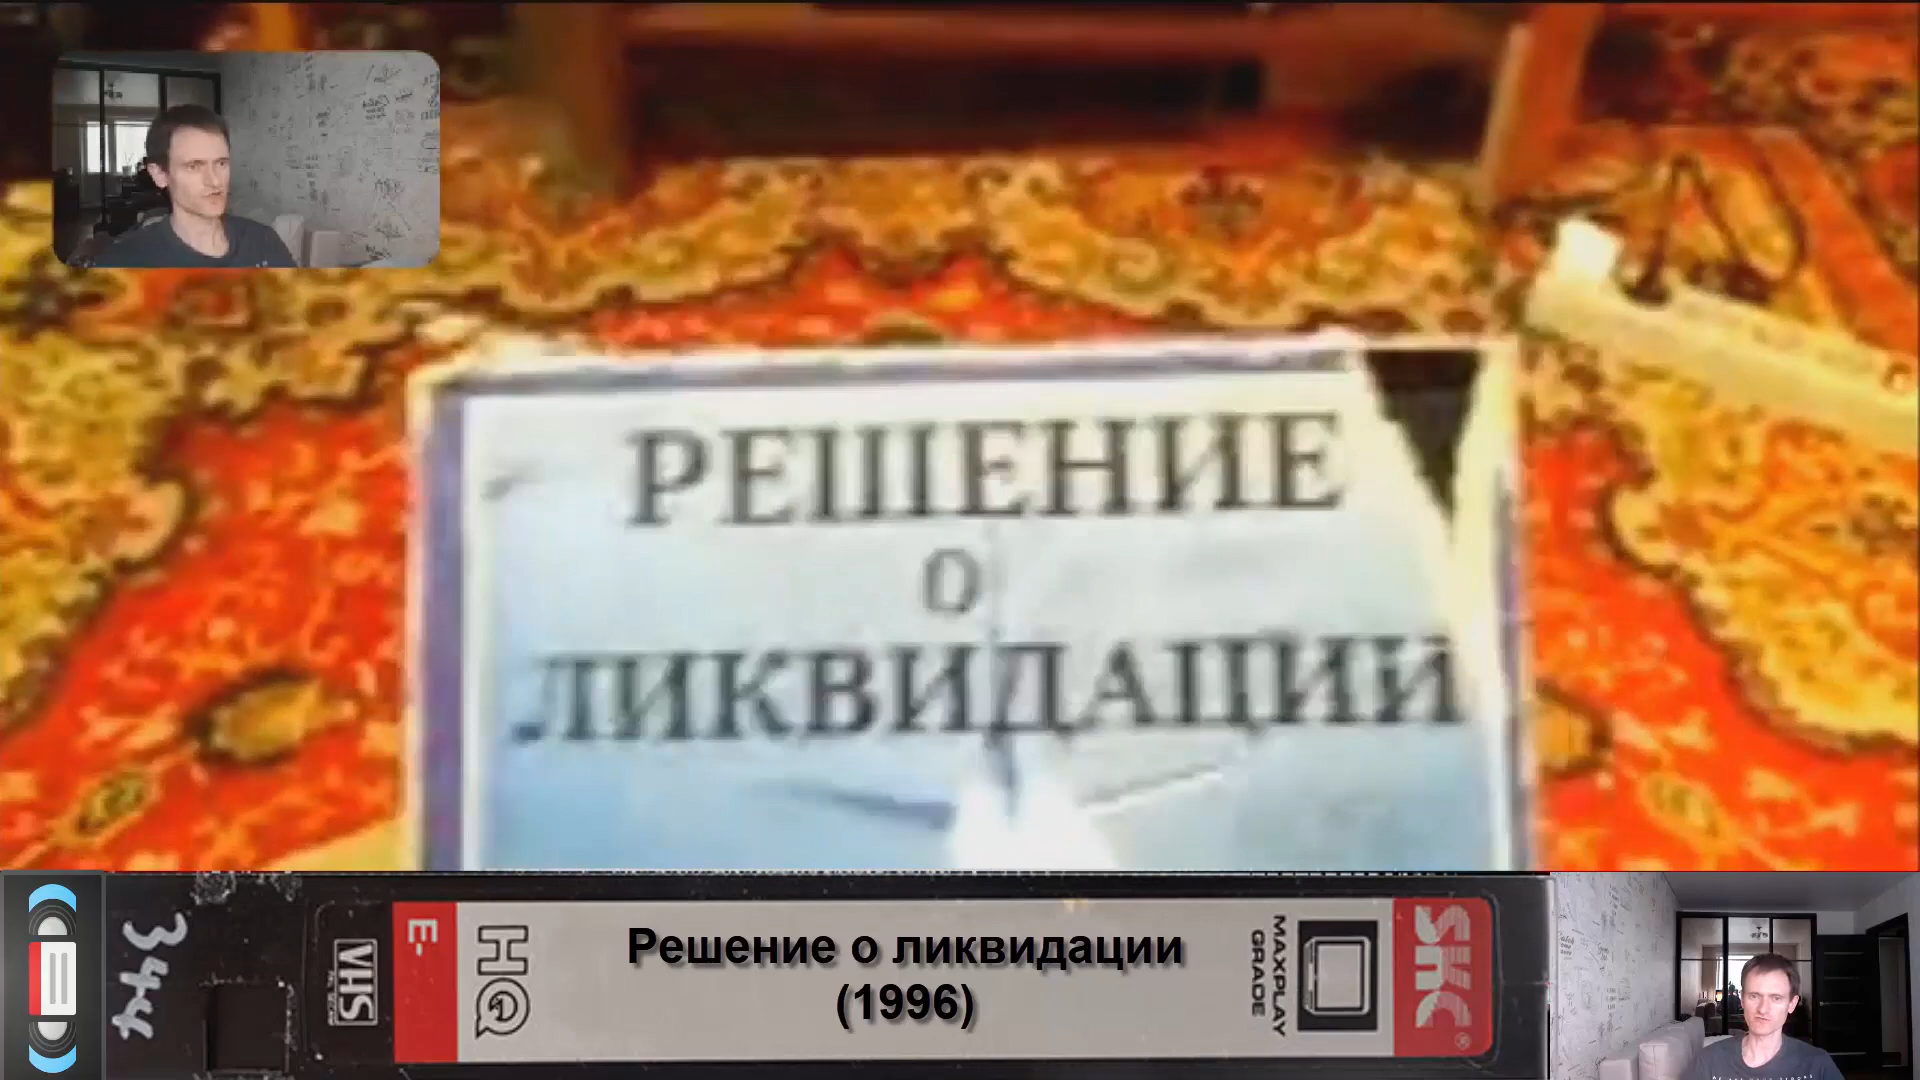 РЕШЕНИЕ
О
ЛИКВИДАЦИИ
344
VHS
E-
HQ
Решение о ликвидации
(1996)
MAXPLAY
GRADE
SKC